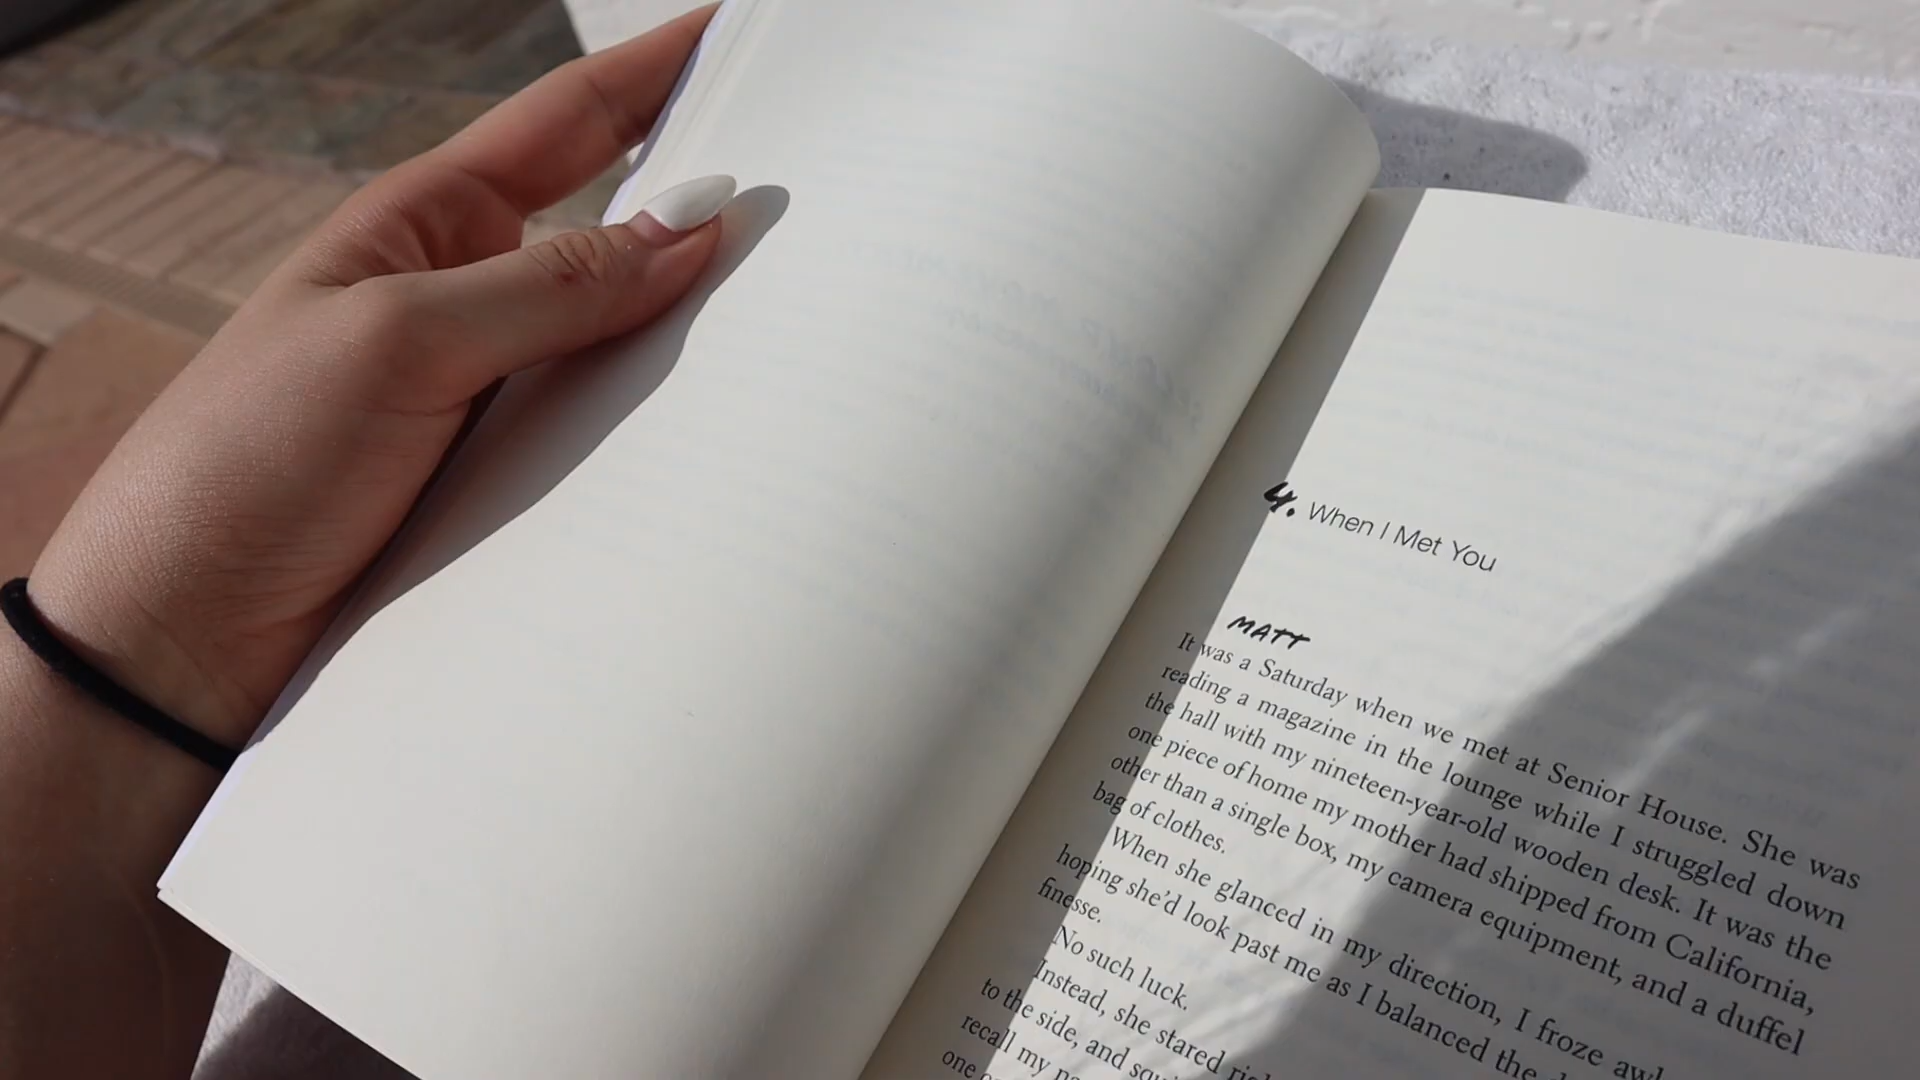 4. When I Met You
MATT
It was a Saturday when we met at Senior House. She was
reading a magazine in the lounge while I struggled down
the hall with my nineteen-year-old wooden desk. It was the
one piece of home my mother had shipped from California,
other than a single box, my camera equipment, and a duffel
bag of clothes.
When she glanced in my direction, I froze
hoping she'd look past me as I balanced the
finesse.
No such luck.
Instead, she stared
to the side, and
recall my
one